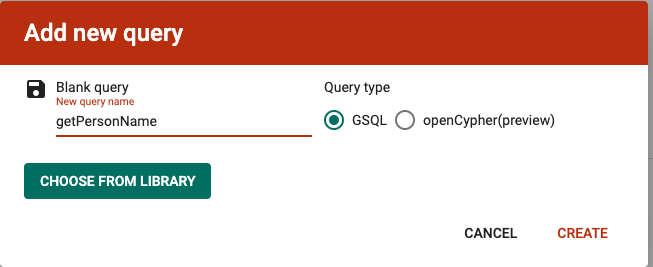 Add new query
Blank query
New query name
getPersonName
Query type
GSQL
openCypher(preview)
CHOOSE FROM LIBRARY
CANCEL
CREATE